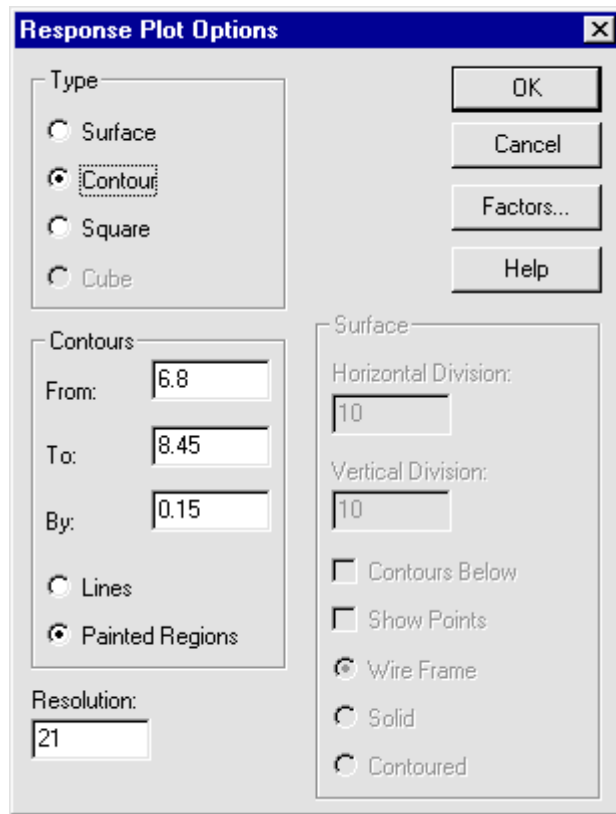 Response Plot Options
Type
Surface
Contour
Square
Cube
OK
Cancel
Factors...
Help
Contours
From: 6.8
To: 8.45
By: 0.15
Lines
Painted Regions
Resolution:
21
Surface
Horizontal Division:
10
Vertical Division:
10
Contours Below
Show Points
Wire Frame
Solid
Contoured